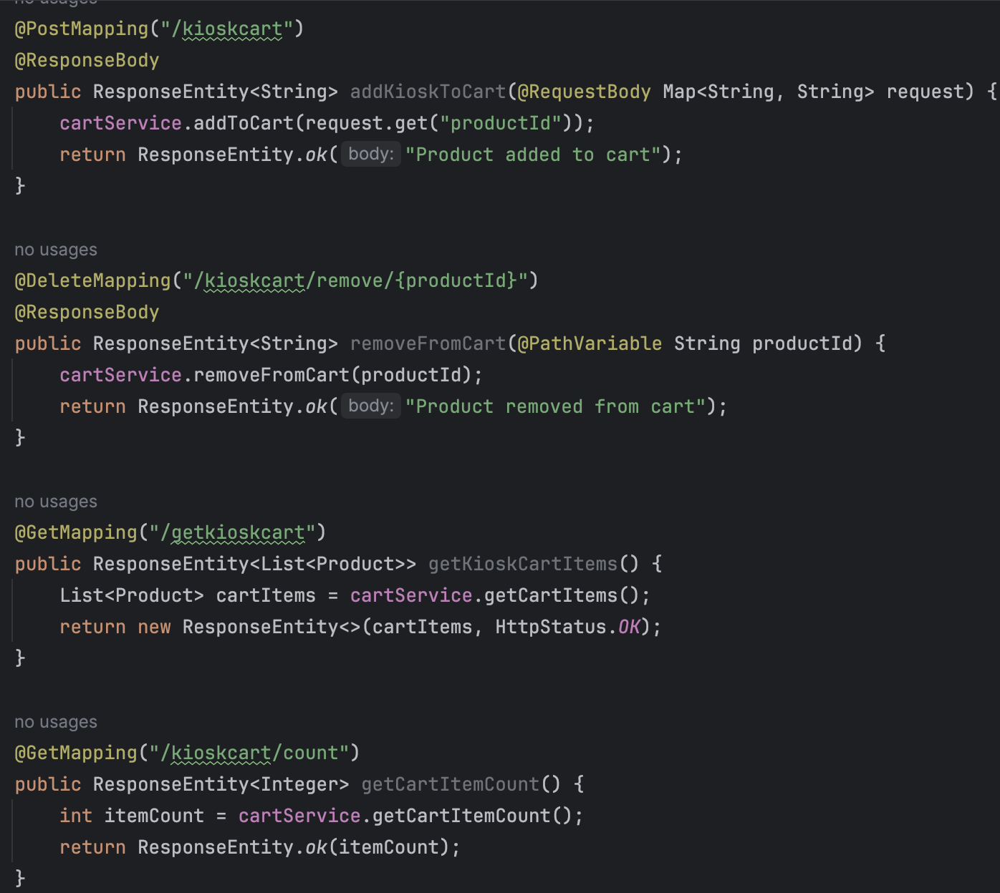 no usages
@PostMapping("/kioskcart")
@ResponseBody
public ResponseEntity<String> addKioskToCart(@RequestBody Map<String, String> request) {
    cartService.addToCart(request.get("productId"));
    return ResponseEntity.ok( body: "Product added to cart");
}
no usages
@DeleteMapping("/kioskcart/remove/{productId}")
@ResponseBody
public ResponseEntity<String> removeFromCart(@PathVariable String productId) {
    cartService.removeFromCart(productId);
    return ResponseEntity.ok( body: "Product removed from cart");
}
no usages
@GetMapping("/getkioskcart")
public ResponseEntity<List<Product>> getKioskCartItems() {
    List<Product> cartItems = cartService.getCartItems();
    return new ResponseEntity<>(cartItems, HttpStatus.OK);
}
no usages
@GetMapping("/kioskcart/count")
public ResponseEntity<Integer> getCartItemCount() {
    int itemCount = cartService.getCartItemCount();
    return ResponseEntity.ok(itemCount);
}